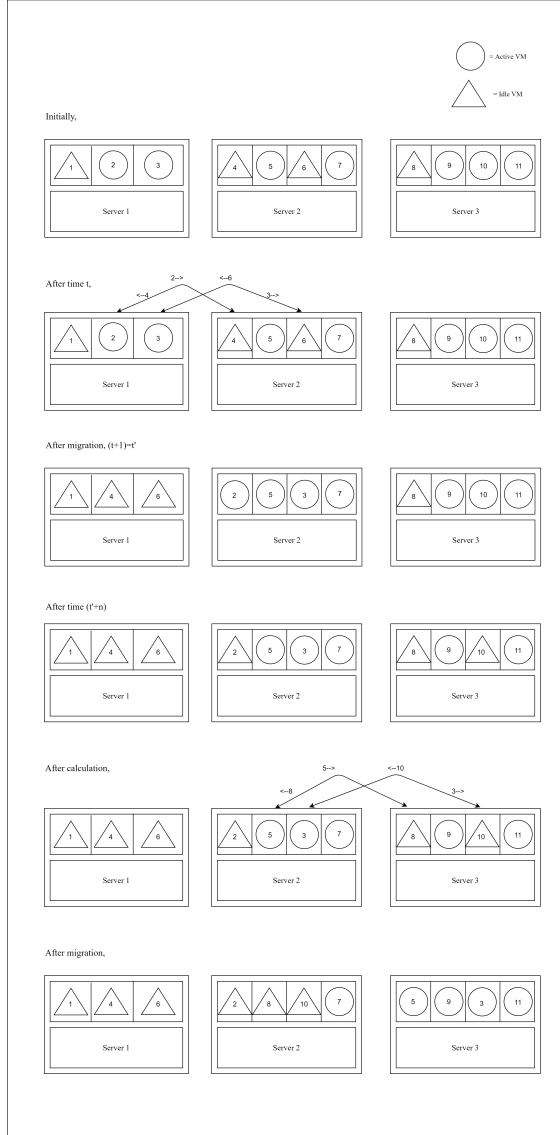 = Active VM
= Idle VM
Initially,
1 2 3 4 5 6 7 8 9 10 11
Server 1 Server 2 Server 3
After time t,
2--> <--6
<--4 3-->
1 2 3 4 5 6 7 8 9 10 11
Server 1 Server 2 Server 3
After migration, (t+1)=t'
1 4 6 2 5 3 7 8 9 10 11
Server 1 Server 2 Server 3
After time (t'+n)
1 4 6 2 5 3 7 8 9 10 11
Server 1 Server 2 Server 3
After calculation,
5--> <--10
<--8 3-->
1 4 6 2 5 3 7 8 9 10 11
Server 1 Server 2 Server 3
After migration,
1 4 6 2 8 10 7 5 9 3 11
Server 1 Server 2 Server 3